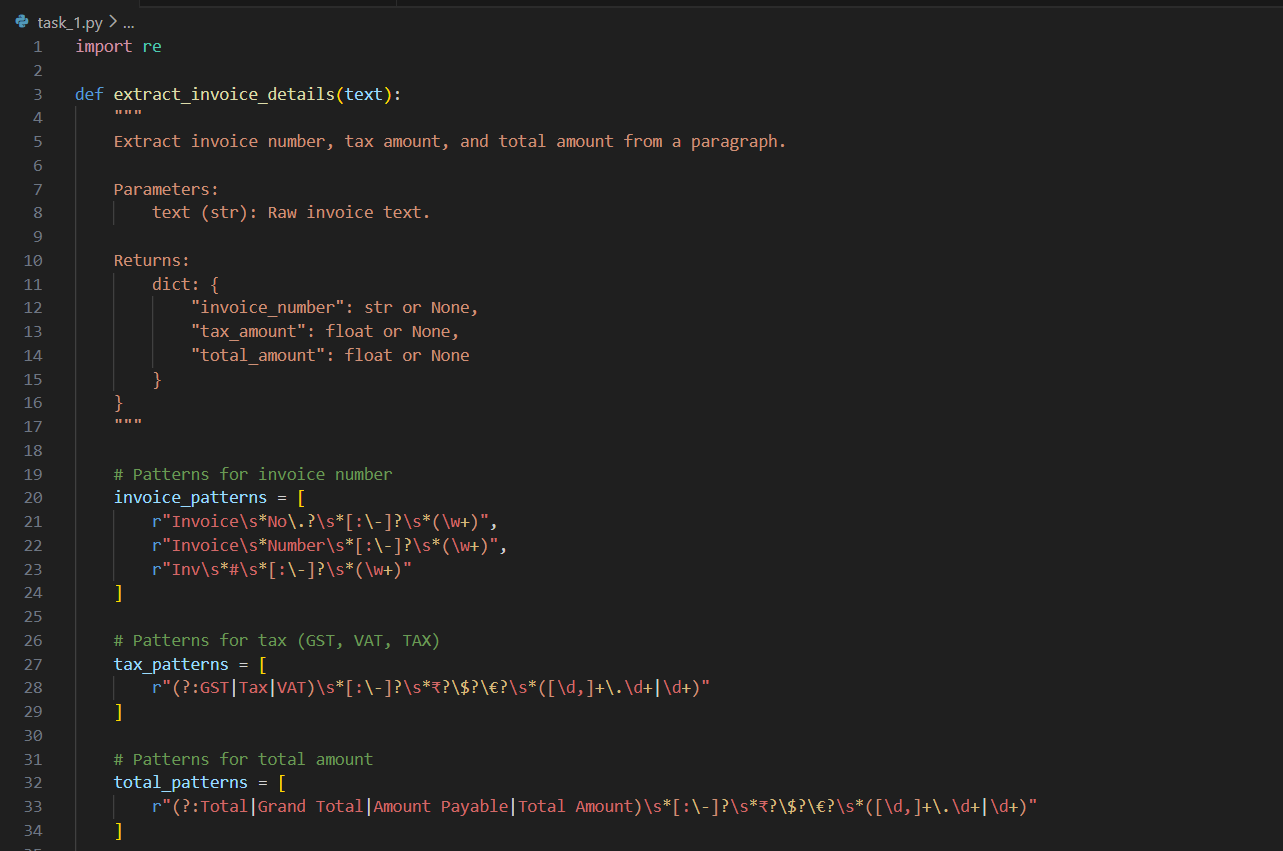 task_1.py > ...
1 import re
2
3 def extract_invoice_details(text):
4     """
5     Extract invoice number, tax amount, and total amount from a paragraph.
6
7     Parameters:
8         text (str): Raw invoice text.
9
10     Returns:
11         dict: {
12             "invoice_number": str or None,
13             "tax_amount": float or None,
14             "total_amount": float or None
15         }
16     }
17     """
18
19     # Patterns for invoice number
20     invoice_patterns = [
21         r"Invoice\s*No\.?\s*[:\-]?\s*(\w+)",
22         r"Invoice\s*Number\s*[:\-]?\s*(\w+)",
23         r"Inv\s*#\s*[:\-]?\s*(\w+)"
24     ]
25
26     # Patterns for tax (GST, VAT, TAX)
27     tax_patterns = [
28         r"(?:GST|Tax|VAT)\s*[:\-]?\s*₹?\$?\€?\s*([\d,]+\.\d+|\d+)"
29     ]
30
31     # Patterns for total amount
32     total_patterns = [
33         r"(?:Total|Grand Total|Amount Payable|Total Amount)\s*[:\-]?\s*₹?\$?\€?\s*([\d,]+\.\d+|\d+)"
34     ]